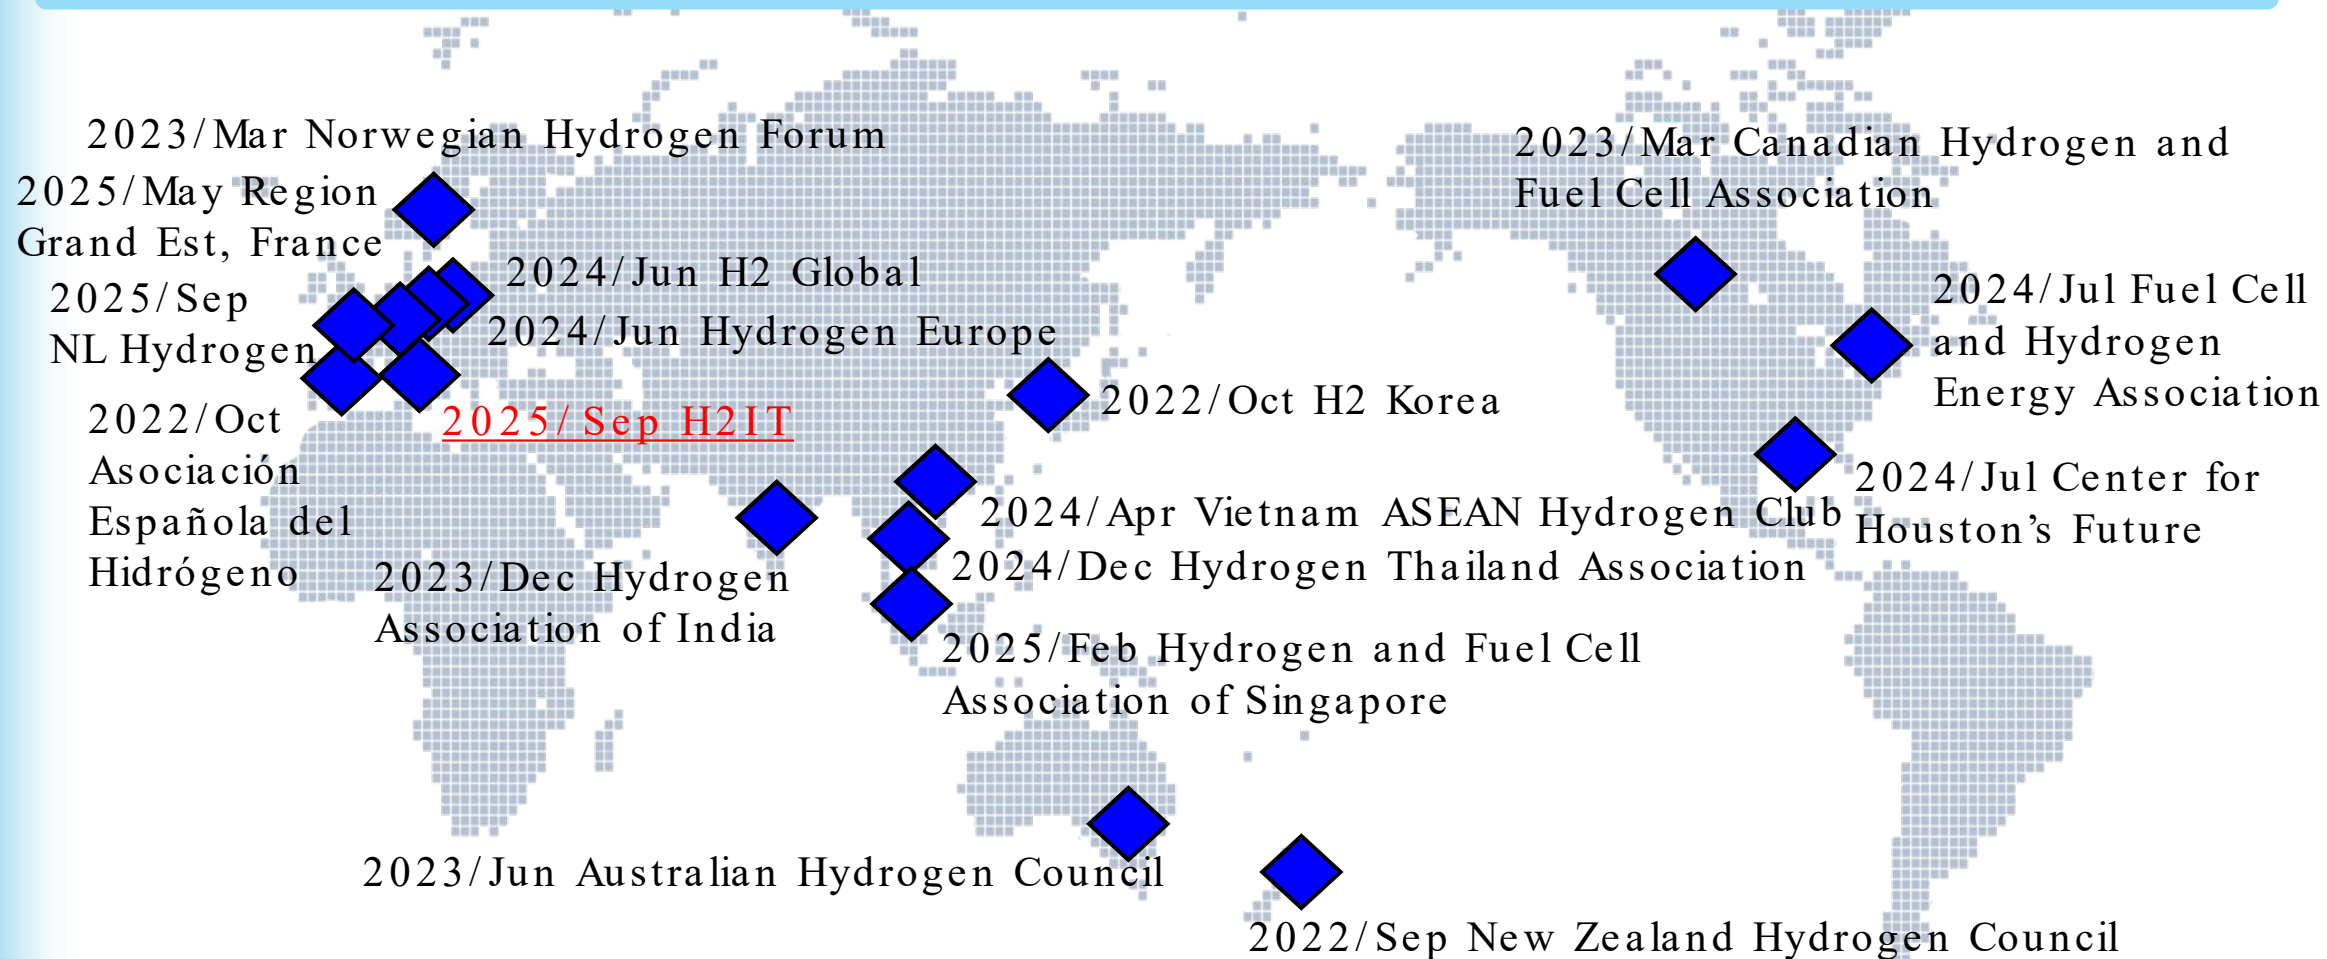 2023/Mar Norwegian Hydrogen Forum
2025/May Region
Grand Est, France
2025/Sep
NL Hydrogen
2022/Oct
Asociación
Española del
Hidrógeno
2024/Jun H2 Global
2024/Jun Hydrogen Europe
2025/Sep H2IT
2022/Oct H2 Korea
2023/Dec Hydrogen
Association of India
2024/Apr Vietnam ASEAN Hydrogen Club
2024/Dec Hydrogen Thailand Association
2025/Feb Hydrogen and Fuel Cell
Association of Singapore
2023/Jun Australian Hydrogen Council
2022/Sep New Zealand Hydrogen Council
2023/Mar Canadian Hydrogen and
Fuel Cell Association
2024/Jul Fuel Cell
and Hydrogen
Energy Association
2024/Jul Center for
Houston’s Future